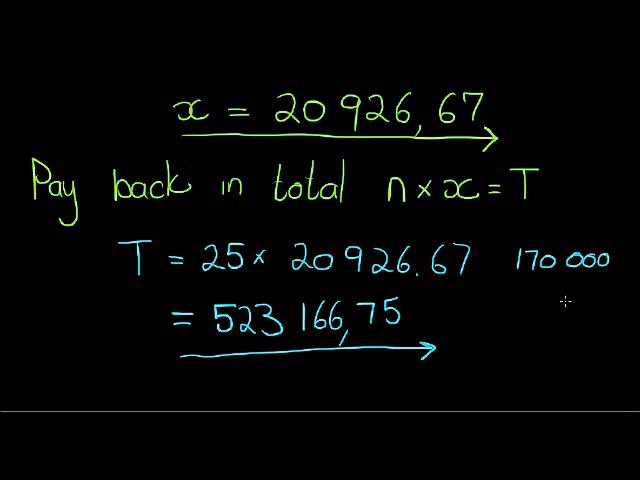 x = 20 926,67
Pay back in total n × x = T
T = 25 × 20 926.67 170 000
= 523 166,75